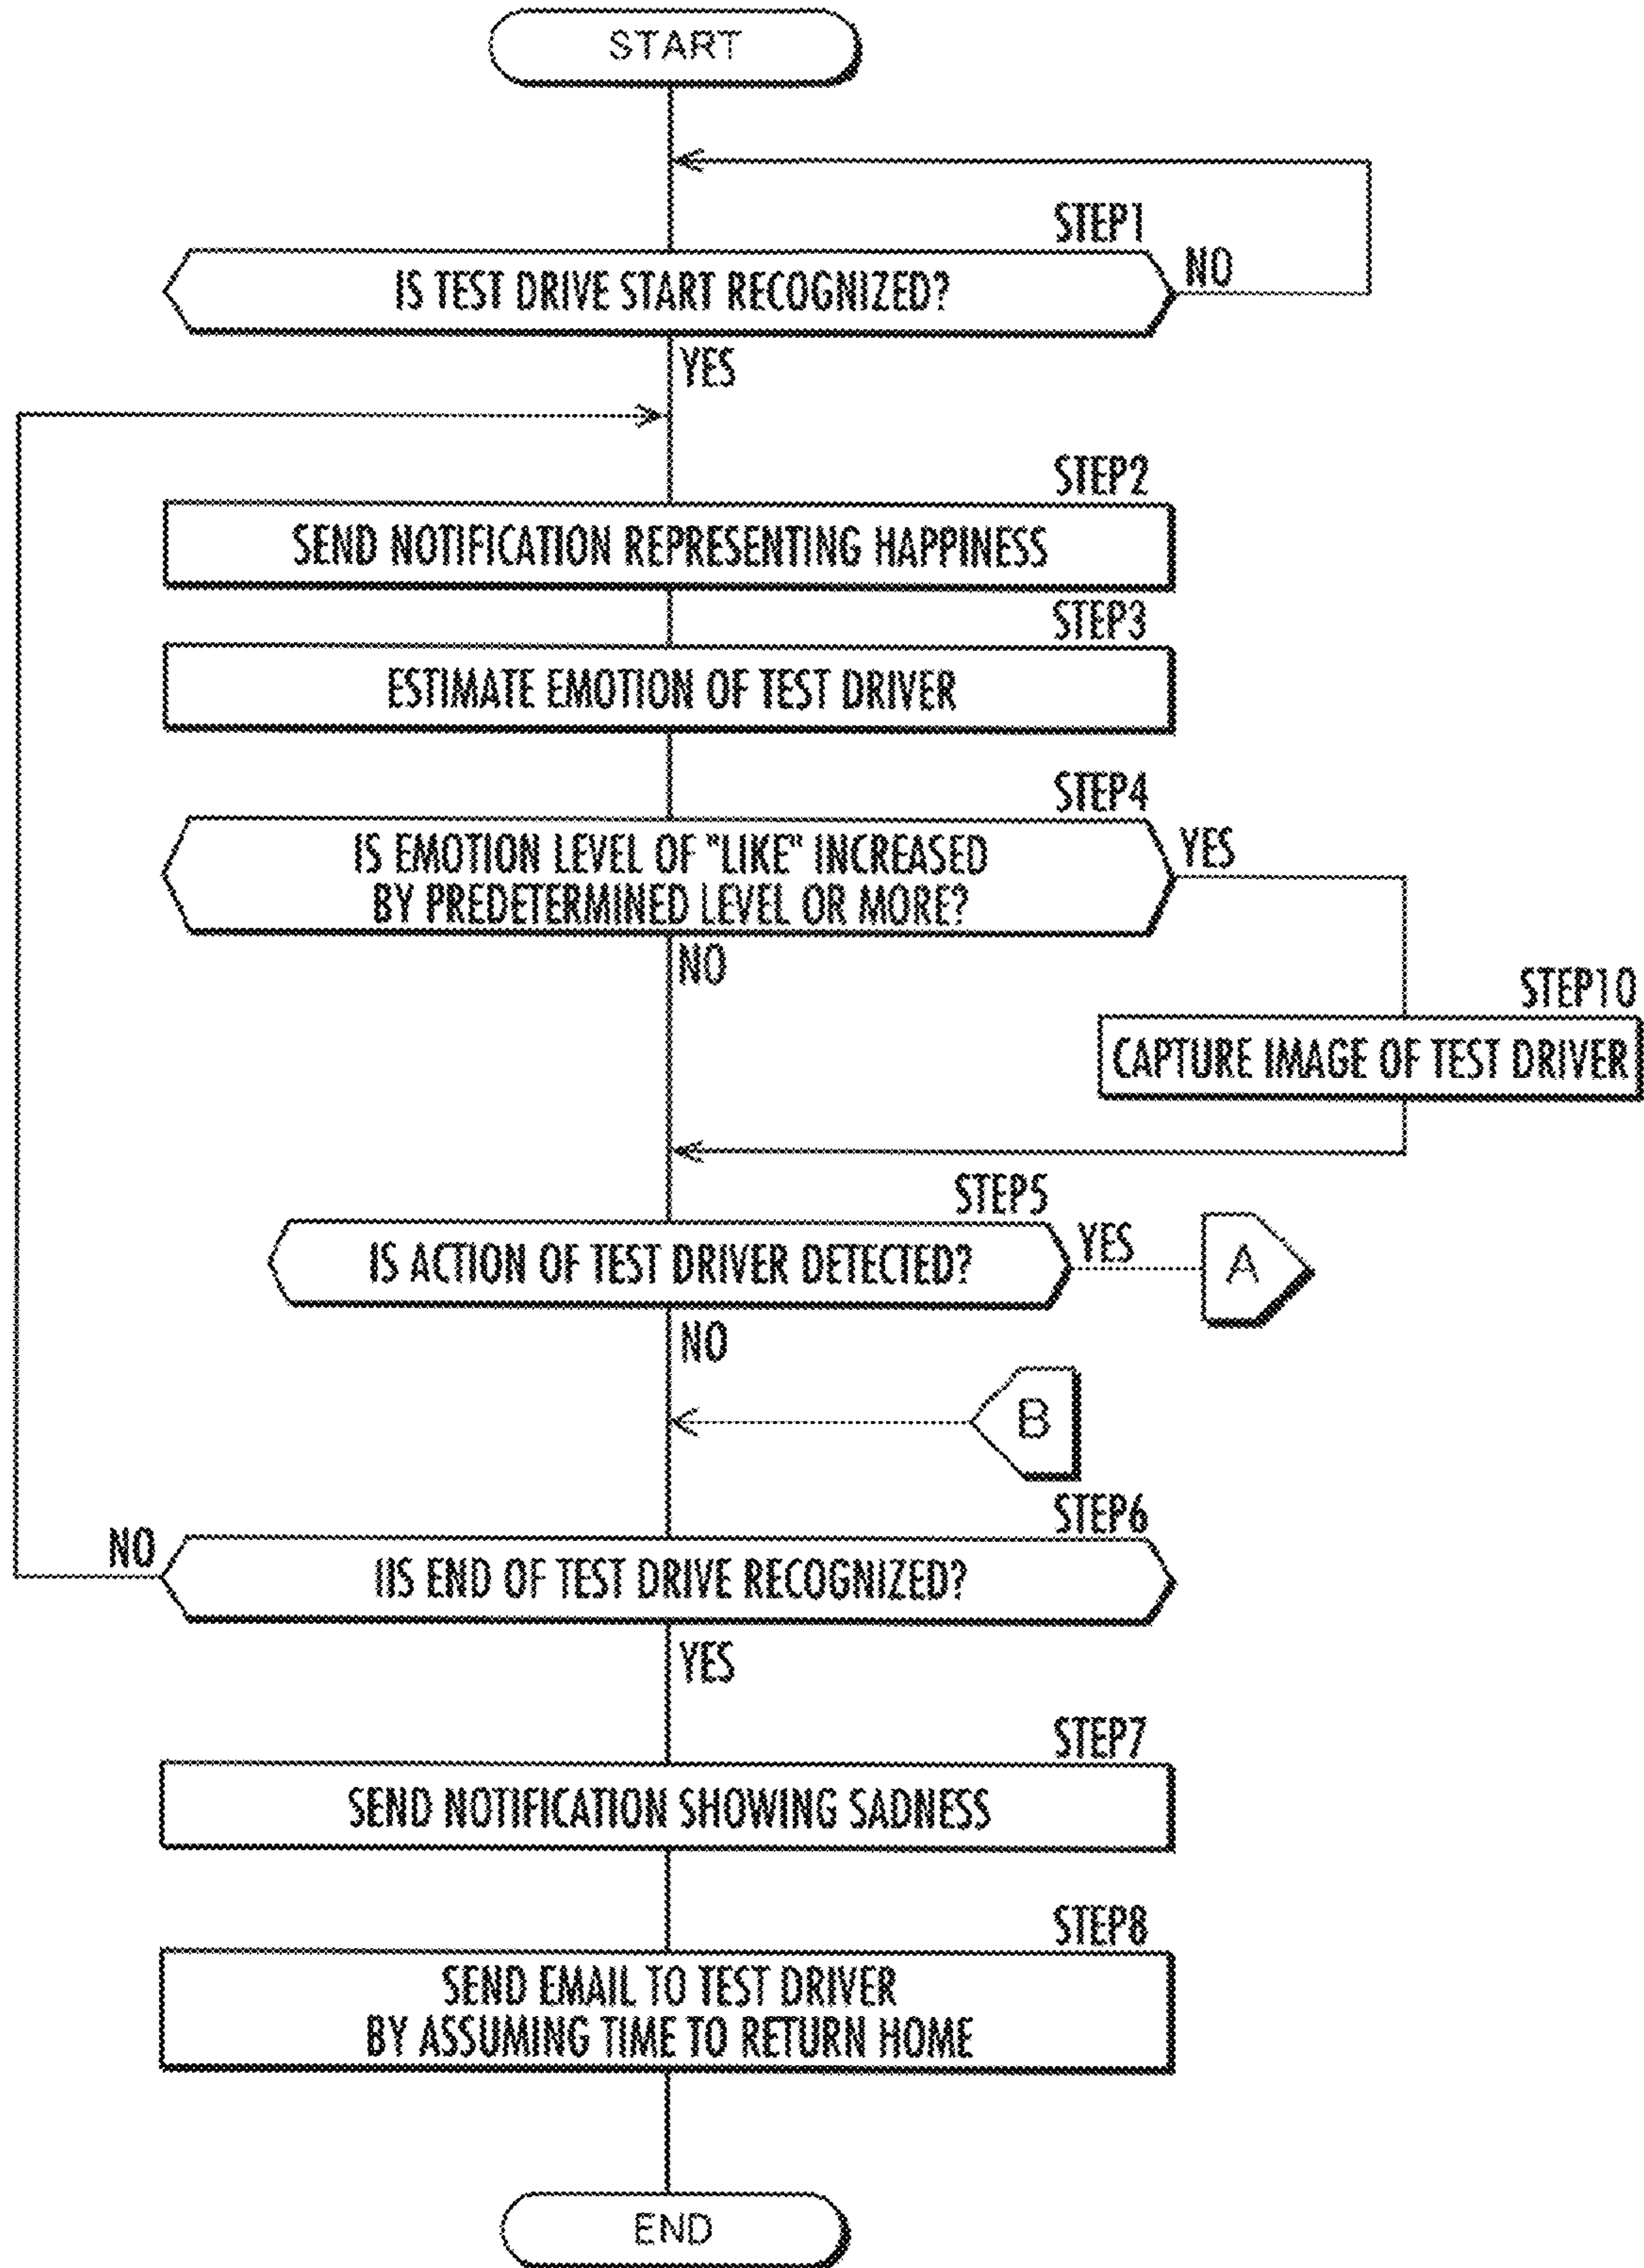 START
STEP1
IS TEST DRIVE START RECOGNIZED?
NO
YES
STEP2
SEND NOTIFICATION REPRESENTING HAPPINESS
STEP3
ESTIMATE EMOTION OF TEST DRIVER
STEP4
IS EMOTION LEVEL OF "LIKE" INCREASED
BY PREDETERMINED LEVEL OR MORE?
YES
NO
STEP10
CAPTURE IMAGE OF TEST DRIVER
STEP5
IS ACTION OF TEST DRIVER DETECTED?
YES
A
NO
B
STEP6
NO
IIS END OF TEST DRIVE RECOGNIZED?
YES
STEP7
SEND NOTIFICATION SHOWING SADNESS
STEP8
SEND EMAIL TO TEST DRIVER
BY ASSUMING TIME TO RETURN HOME
END